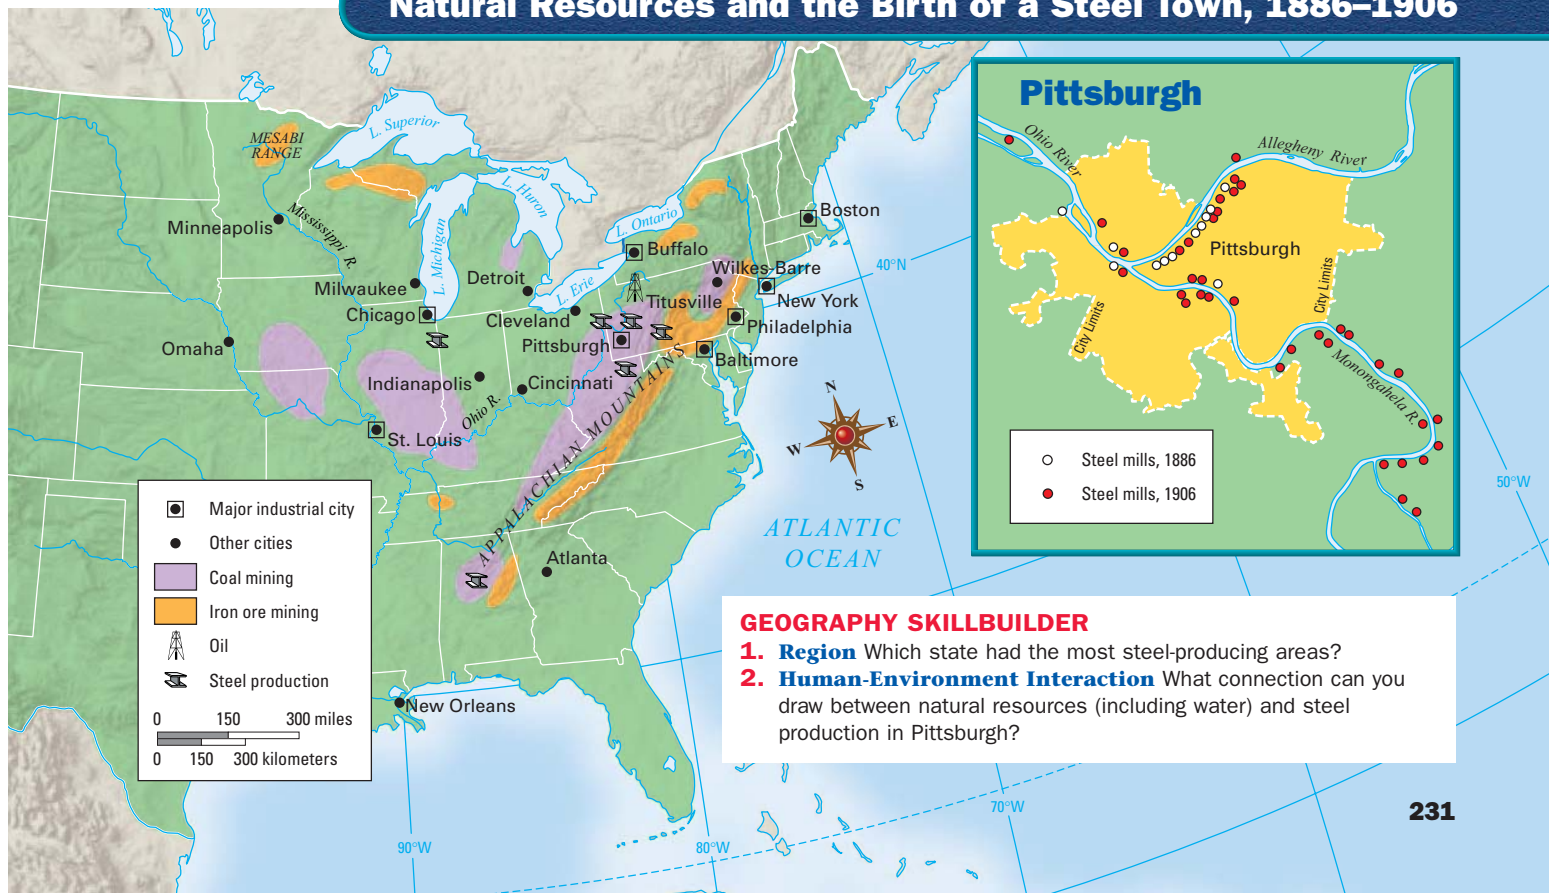 Natural Resources and the Birth of a Steel Town, 1886–1906
MESABI
RANGE
L. Superior
L. Huron
L. Michigan
L. Ontario
L. Erie
Mississippi
R.
Minneapolis
Milwaukee
Chicago
Detroit
Cleveland
Buffalo
Boston
Wilkes-Barre
Titusville
New York
Philadelphia
Pittsburgh
Baltimore
Omaha
Indianapolis
Cincinnati
Ohio R.
St. Louis
APPALACHIAN MOUNTAINS
Atlanta
New Orleans
40°N
50°W
70°W
80°W
90°W
N
E
W
S
ATLANTIC
OCEAN
Major industrial city
Other cities
Coal mining
Iron ore mining
Oil
Steel production
0 150 300 miles
0 150 300 kilometers
Pittsburgh
Ohio River
Allegheny River
Pittsburgh
City Limits
City Limits
Monongahela R.
Steel mills, 1886
Steel mills, 1906
GEOGRAPHY SKILLBUILDER
1. Region Which state had the most steel-producing areas?
2. Human-Environment Interaction What connection can you
draw between natural resources (including water) and steel
production in Pittsburgh?
231